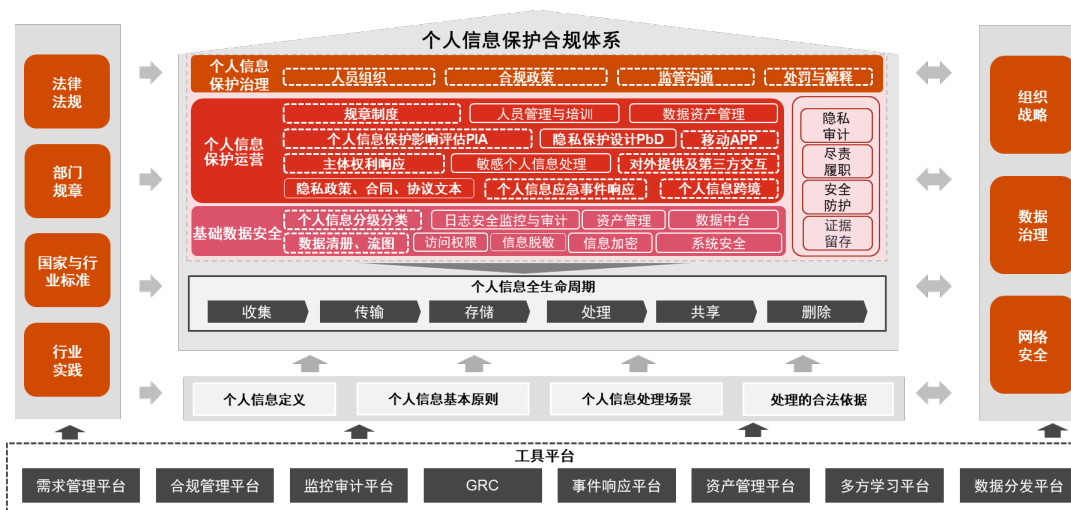 个人信息保护合规体系
法律
法规
部门
规章
国家与行
业标准
行业
实践
个人信息
保护治理
人员组织
合规政策
监管沟通
处罚与解释
个人信息
保护运营
规章制度
人员管理与培训
数据资产管理
个人信息保护影响评估PIA
隐私保护设计PbD
移动APP
主体权利响应
敏感个人信息处理
对外提供及第三方交互
隐私政策、合同、协议文本
个人信息应急事件响应
个人信息跨境
基础数据安全
个人信息分级分类
日志安全监控与审计
资产管理
数据中台
数据清册、流图
访问权限
信息脱敏
信息加密
系统安全
隐私
审计
尽责
履职
安全
防护
证据
留存
个人信息全生命周期
收集
传输
存储
处理
共享
删除
个人信息定义
个人信息基本原则
个人信息处理场景
处理的合法依据
组织
战略
数据
治理
网络
安全
工具平台
需求管理平台
合规管理平台
监控审计平台
GRC
事件响应平台
资产管理平台
多方学习平台
数据分发平台